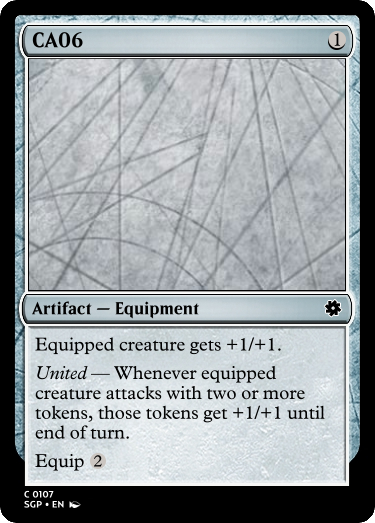 CA06 1
Artifact — Equipment
Equipped creature gets +1/+1.
United — Whenever equipped
creature attacks with two or more
tokens, those tokens get +1/+1 until
end of turn.
Equip 2
C 0107
SGP • EN